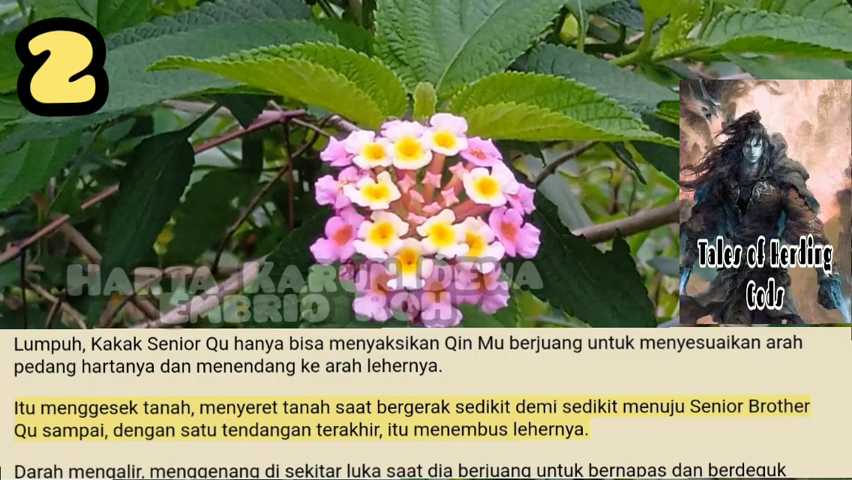 2
Tales of Herding
Gods
HARTA KARUN DEWA
EMBRIO ROH
Lumpuh, Kakak Senior Qu hanya bisa menyaksikan Qin Mu berjuang untuk menyesuaikan arah
pedang hartanya dan menendang ke arah lehernya.
Itu menggesek tanah, menyeret tanah saat bergerak sedikit demi sedikit menuju Senior Brother
Qu sampai, dengan satu tendangan terakhir, itu menembus lehernya.
Darah mengalir, menggenang di sekitar luka saat dia berjuang untuk bernapas dan berdeguk